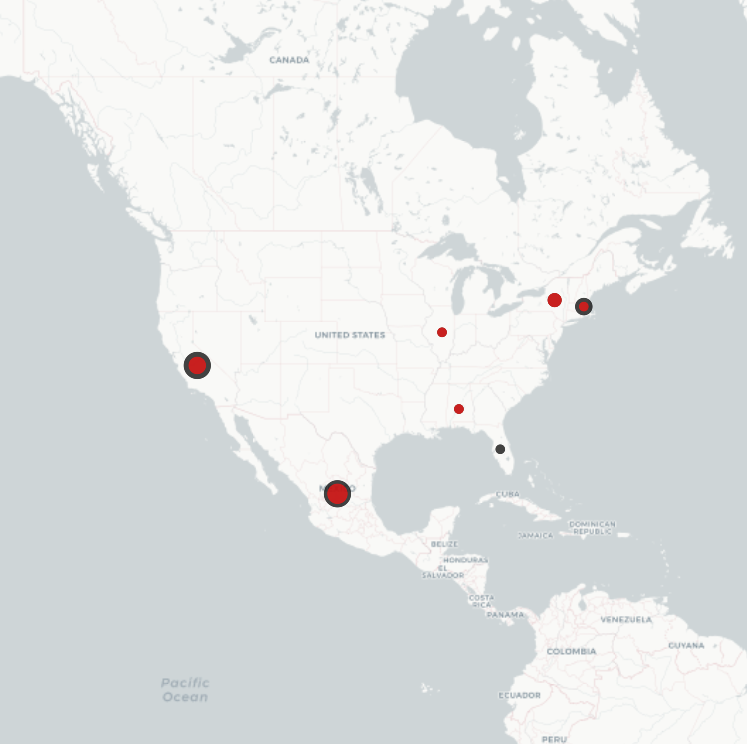 CANADA
UNITED STATES
CUBA
DOMINICAN
REPUBLIC
JAMAICA
BELIZE
HONDURAS
EL
SALVADOR
COSTA
RICA
PANAMA
VENEZUELA
GUYANA
COLOMBIA
Pacific
Ocean
ECUADOR
PERU